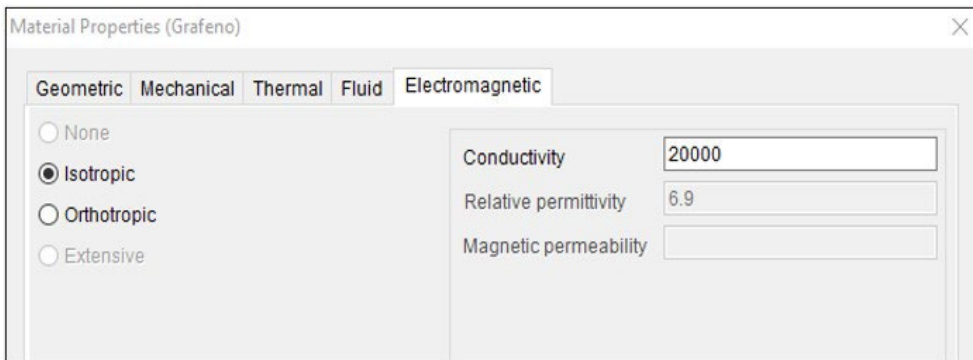 Material Properties (Grafeno)
Geometric Mechanical Thermal Fluid Electromagnetic
None
Isotropic
Orthotropic
Extensive
Conductivity 20000
Relative permittivity 6.9
Magnetic permeability